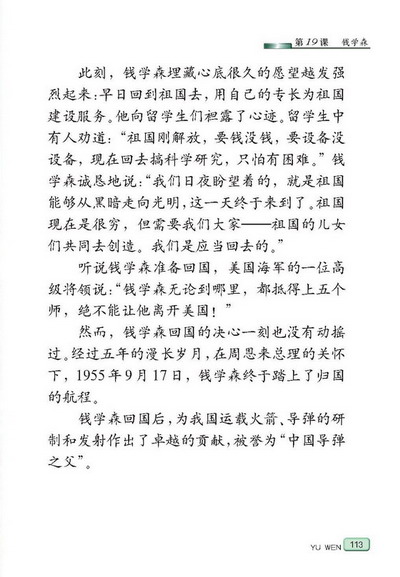 第19课 钱学森
此刻，钱学森埋藏心底很久的愿望越发强
烈起来：早日回到祖国去，用自己的专长为祖国
建设服务。他向留学生们袒露了心迹。留学生中
有人劝道：“祖国刚解放，要钱没钱，要设备没
设备，现在回去搞科学研究，只怕有困难。”钱
学森诚恳地说：“我们日夜盼望着的，就是祖国
能够从黑暗走向光明，这一天终于来到了。祖国
现在是很穷，但需要我们大家——祖国的儿女
们共同去创造。我们是应当回去的。”
听说钱学森准备回国，美国海军的一位高
级将领说：“钱学森无论到哪里，都抵得上五个
师，绝不能让他离开美国！”
然而，钱学森回国的决心一刻也没有动摇
过。经过五年的漫长岁月，在周恩来总理的关怀
下，1955年9月17日，钱学森终于踏上了归国
的航程。
钱学森回国后，为我国运载火箭、导弹的研
制和发射作出了卓越的贡献，被誉为“中国导弹
之父”。
YU WEN 113